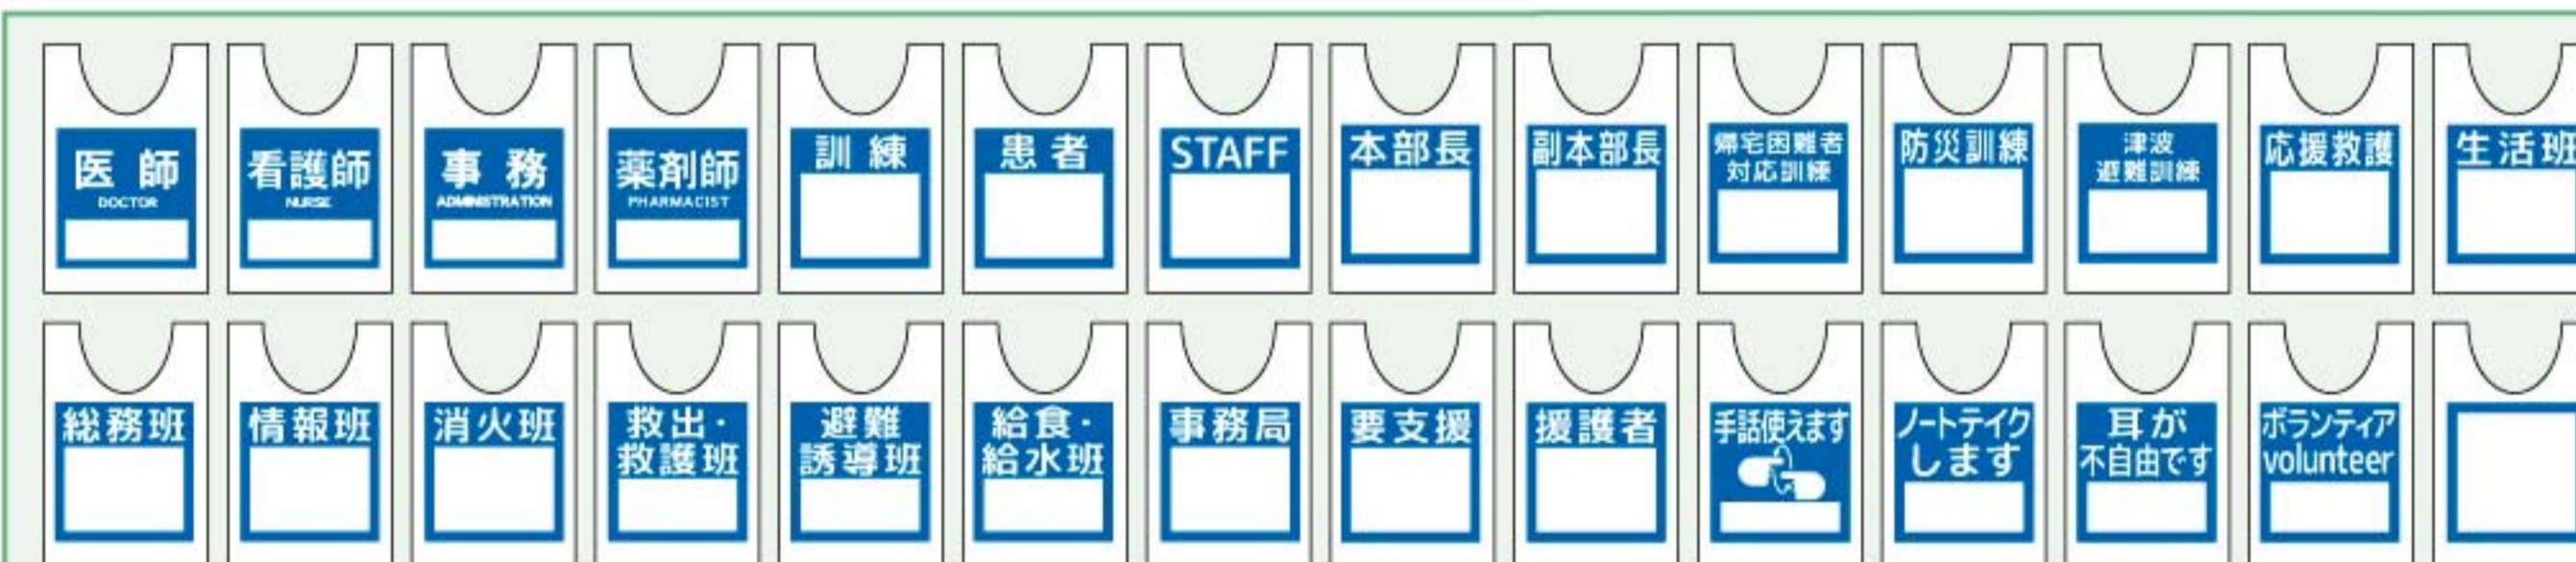 医師
DOCTOR
看護師
NURSE
事務
ADMINISTRATION
薬剤師
PHARMACIST
訓練
患者
STAFF
本部長
副本部長
帰宅困難者
対応訓練
防災訓練
津波
避難訓練
応援救護
生活班
総務班
情報班
消火班
救出・
救護班
避難
誘導班
給食・
給水班
事務局
要支援
援護者
手話使えます
ノートテイク
します
耳が
不自由です
ボランティア
volunteer